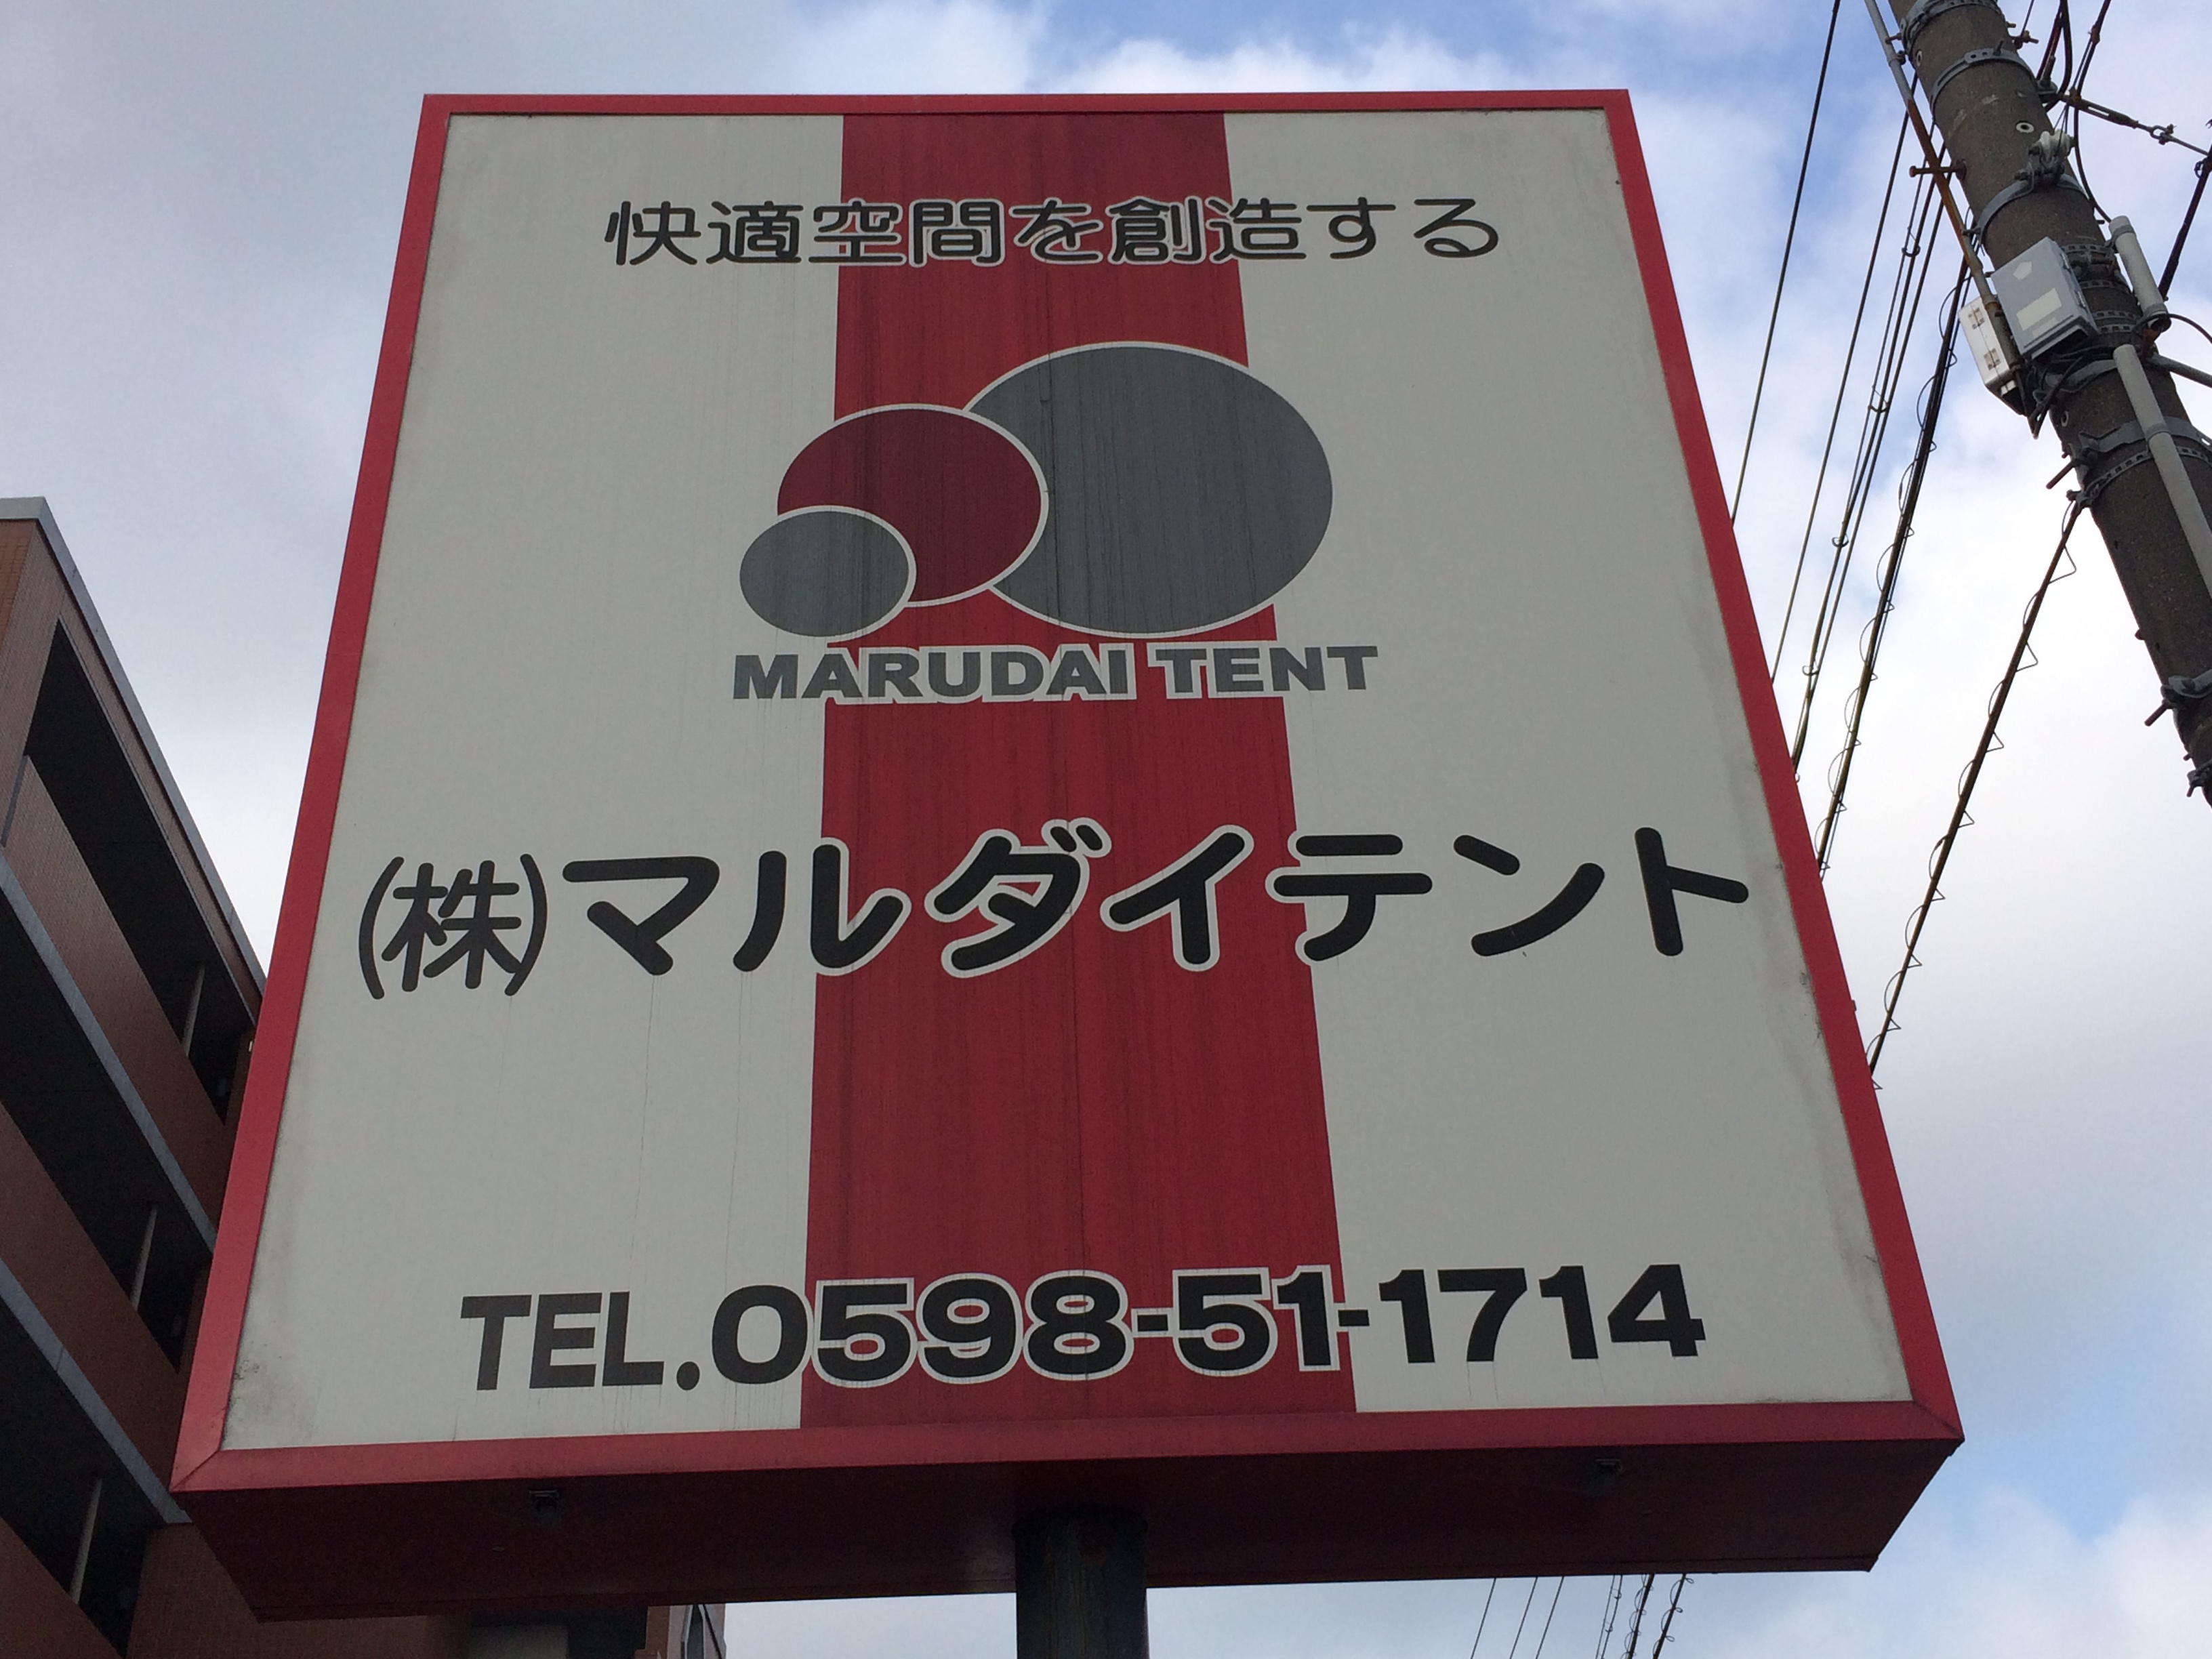 快適空間を創造する
MARUDAI TENT
(株)マルダイテント
TEL.0598-51-1714